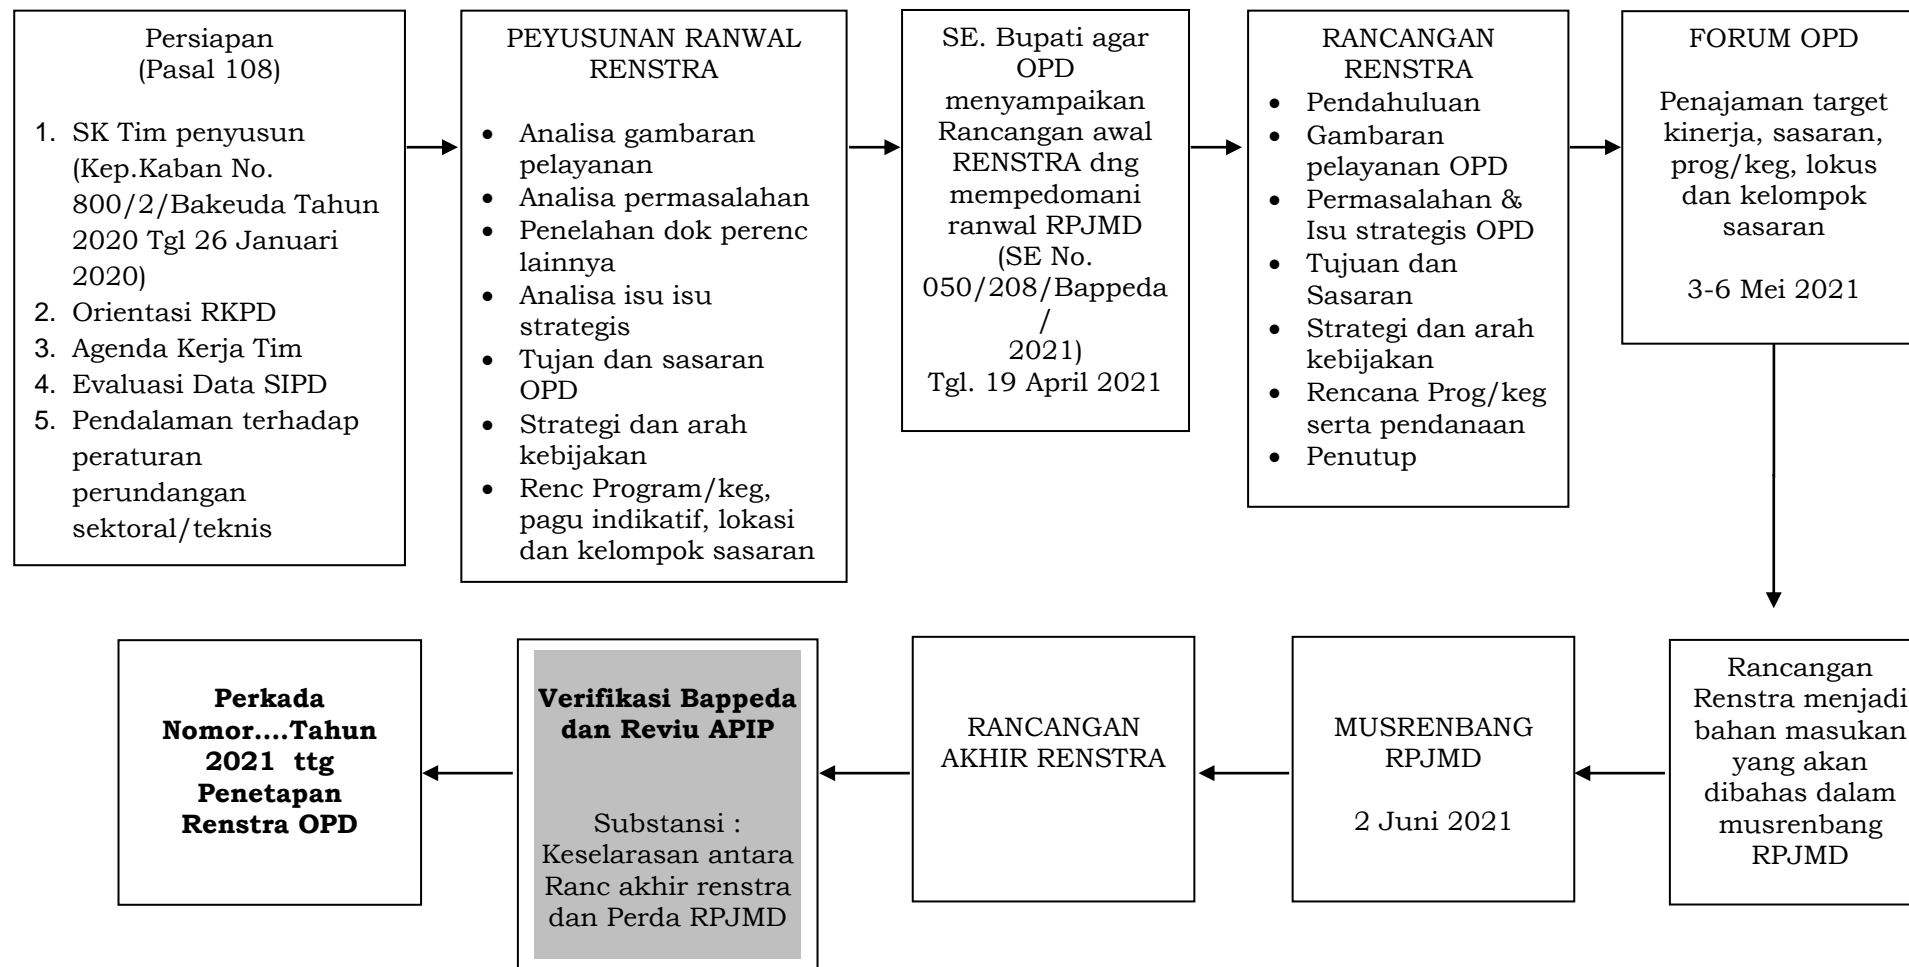 Persiapan
(Pasal 108)
1. SK Tim penyusun
(Kep.Kaban No.
800/2/Bakeuda Tahun
2020 Tgl 26 Januari
2020)
2. Orientasi RKPD
3. Agenda Kerja Tim
4. Evaluasi Data SIPD
5. Pendalaman terhadap
peraturan
perundangan
sektoral/teknis
PEYUSUNAN RANWAL
RENSTRA
• Analisa gambaran
pelayanan
• Analisa permasalahan
• Penelahan dok perenc
lainnya
• Analisa isu isu
strategis
• Tujan dan sasaran
OPD
• Strategi dan arah
kebijakan
• Renc Program/keg,
pagu indikatif, lokasi
dan kelompok sasaran
SE. Bupati agar
OPD
menyampaikan
Rancangan awal
RENSTRA dng
mempedomani
ranwal RPJMD
(SE No.
050/208/Bappeda
/
2021)
Tgl. 19 April 2021
RANCANGAN
RENSTRA
• Pendahuluan
• Gambaran
pelayanan OPD
• Permasalahan &
Isu strategis OPD
• Tujuan dan
Sasaran
• Strategi dan arah
kebijakan
• Rencana Prog/keg
serta pendanaan
• Penutup
FORUM OPD
Penajaman target
kinerja, sasaran,
prog/keg, lokus
dan kelompok
sasaran
3-6 Mei 2021
Rancangan
Renstra menjadi
bahan masukan
yang akan
dibahas dalam
musrenbang
RPJMD
MUSRENBANG
RPJMD
2 Juni 2021
RANCANGAN
AKHIR RENSTRA
Verifikasi Bappeda
dan Reviu APIP
Substansi :
Keselarasan antara
Ranc akhir renstra
dan Perda RPJMD
Perkada
Nomor....Tahun
2021 ttg
Penetapan
Renstra OPD